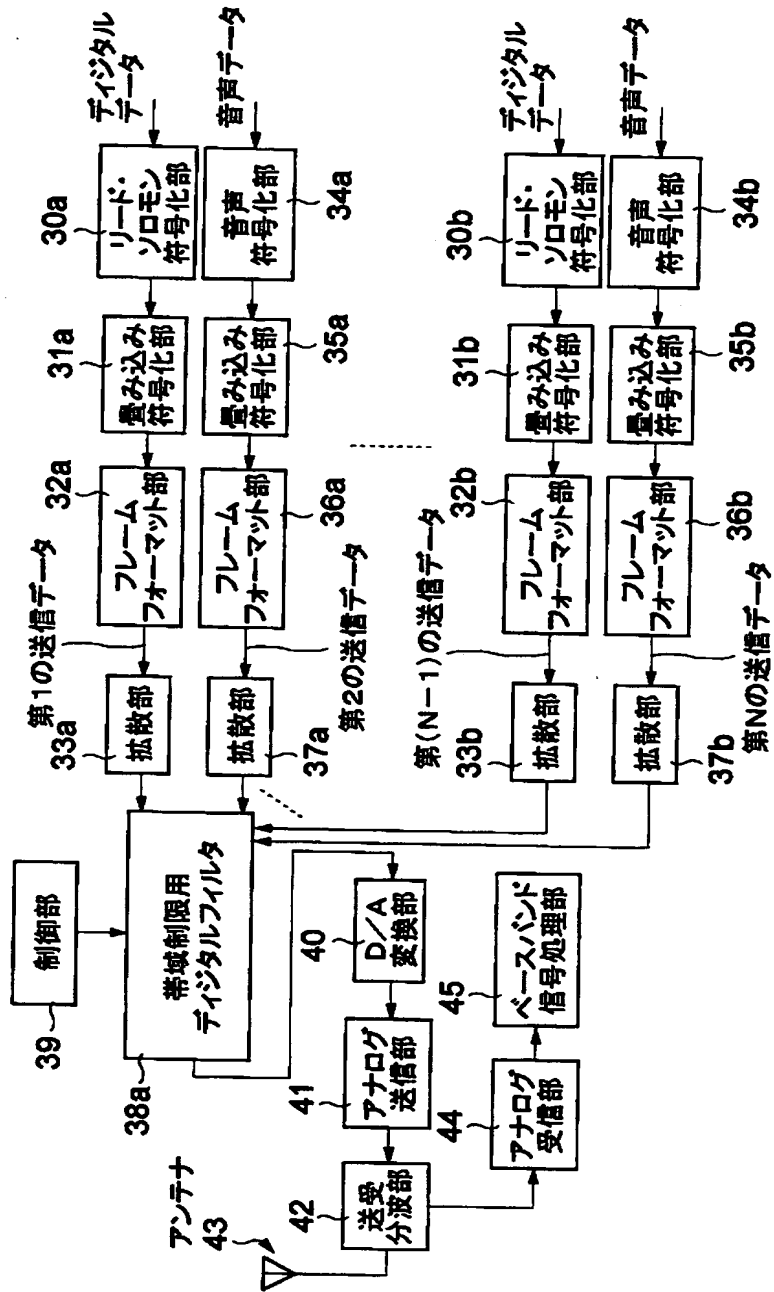 ディジタル
データ
30a
リード・
ソロモン
符号化部
31a
畳み込み
符号化部
32a
フレーム
フォーマット部
第1の送信データ
33a
拡散部
音声データ
34a
音声
符号化部
35a
畳み込み
符号化部
36a
フレーム
フォーマット部
第2の送信データ
37a
拡散部
ディジタル
データ
30b
リード・
ソロモン
符号化部
31b
畳み込み
符号化部
32b
フレーム
フォーマット部
第(N−1)の送信データ
33b
拡散部
音声データ
34b
音声
符号化部
35b
畳み込み
符号化部
36b
フレーム
フォーマット部
第Nの送信データ
37b
拡散部
制御部
39
帯域制限用
ディジタルフィルタ
38a
40
D/A
変換部
41
アナログ
送信部
42
送受
分波部
アンテナ
43
44
アナログ
受信部
45
ベースバンド
信号処理部